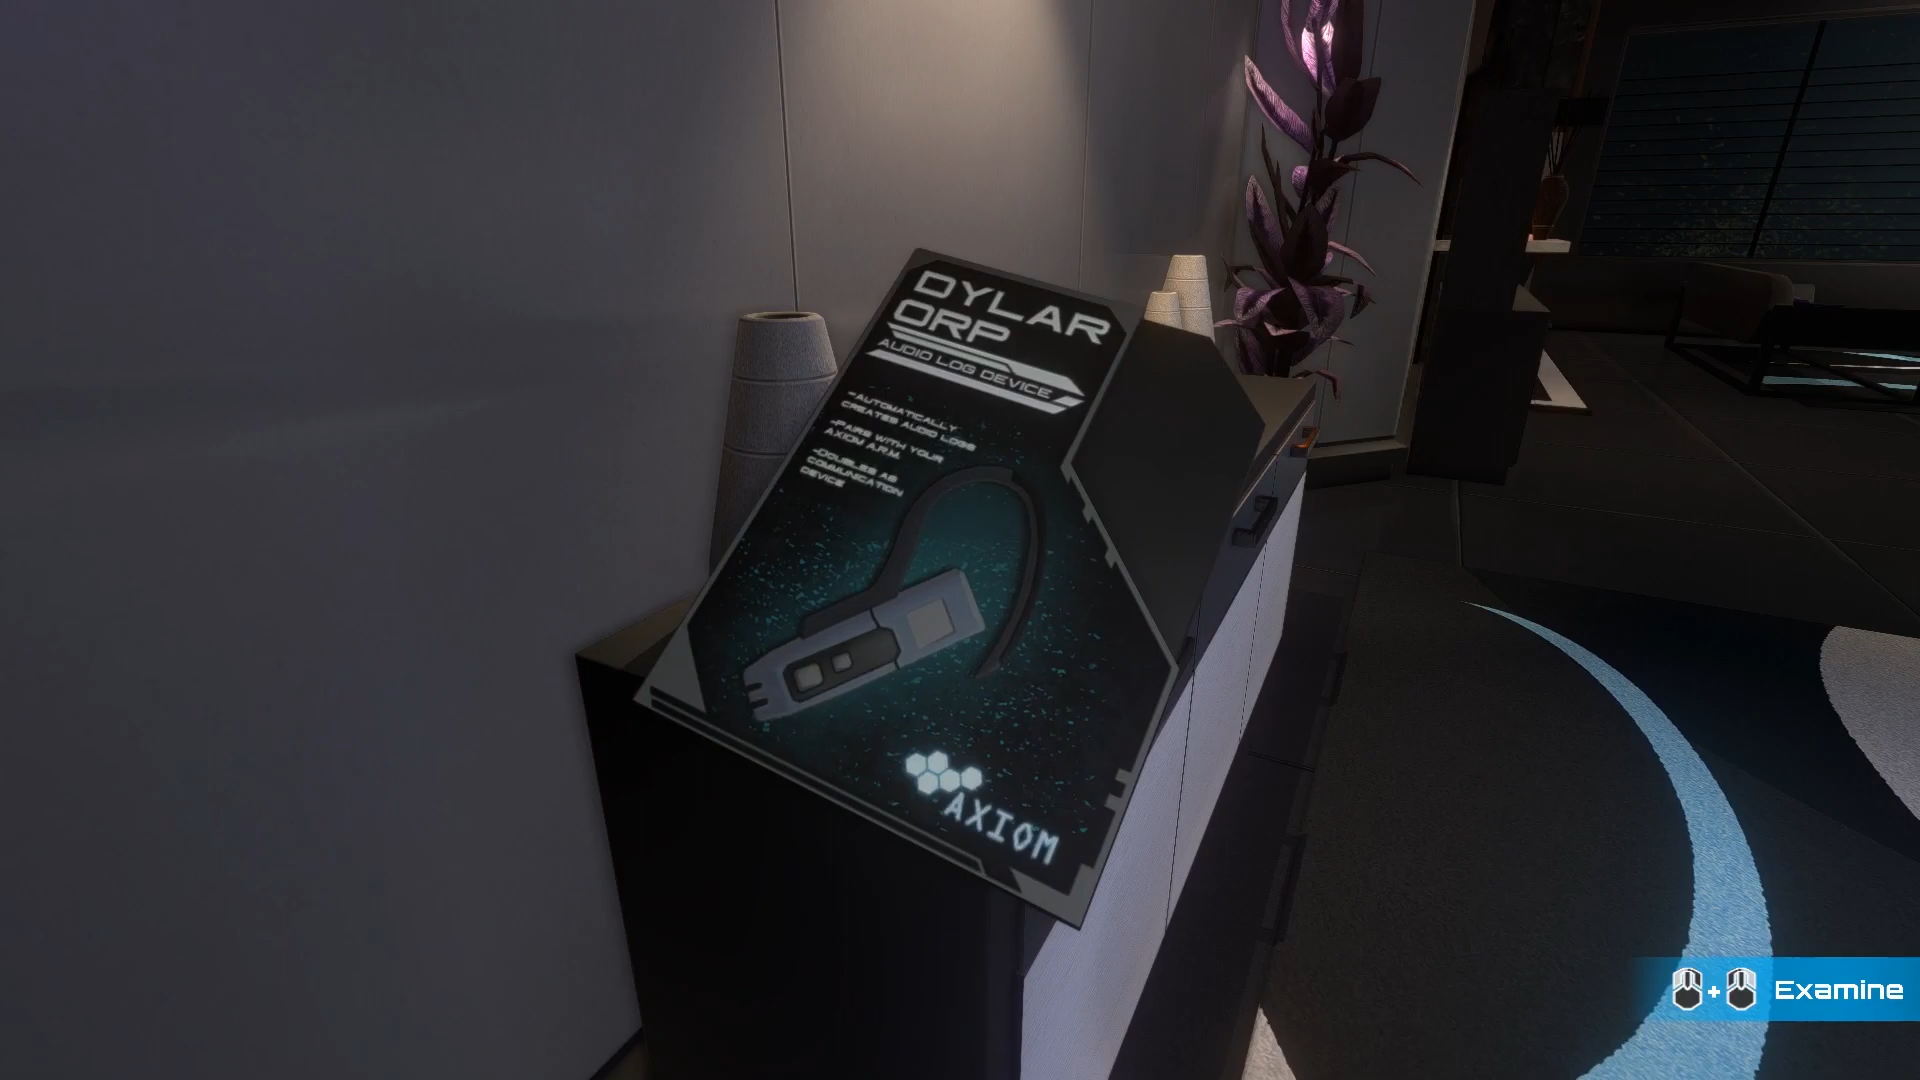 DYLAR
ORP
AUDIO LOG DEVICE
-AUTOMATICALLY
CREATES AUDIO LOGS
-PAIRS WITH YOUR
AXIOM A.R.M.
-DOUBLES AS
COMMUNICATION
DEVICE
AXIOM
+ Examine